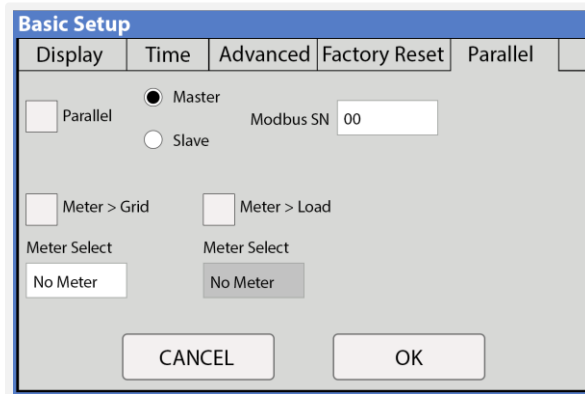 Basic Setup
Display Time Advanced Factory Reset Parallel
Parallel
Master
Slave
Modbus SN 00
Meter > Grid Meter > Load
Meter Select Meter Select
No Meter No Meter
CANCEL OK